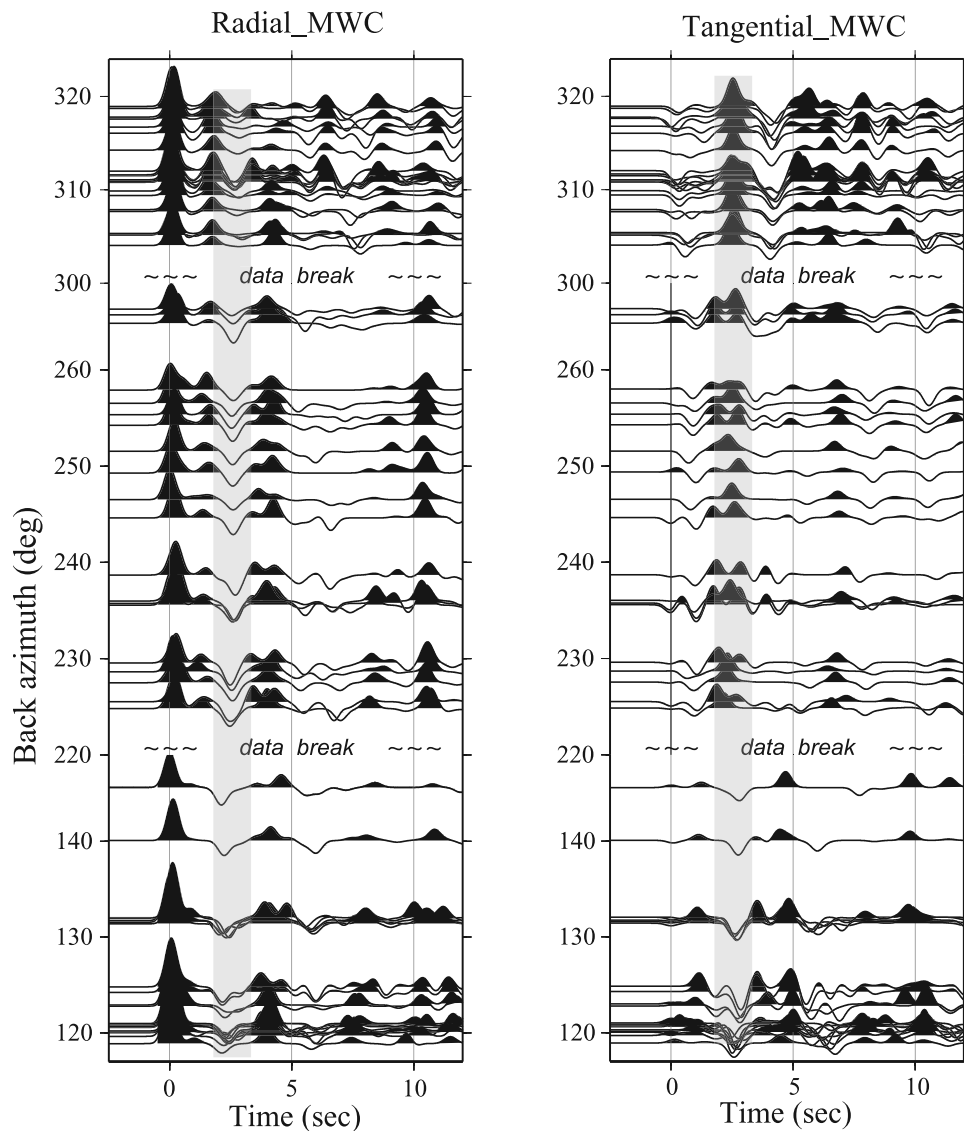 Radial_MWC
Tangential_MWC
320
310
300
260
250
240
230
220
140
130
120
Back azimuth (deg)
~~~ data break ~~~
~~~ data break ~~~
0 5 10
Time (sec)
320
310
300
260
250
240
230
220
140
130
120
~~~ data break ~~~
~~~ data break ~~~
0 5 10
Time (sec)